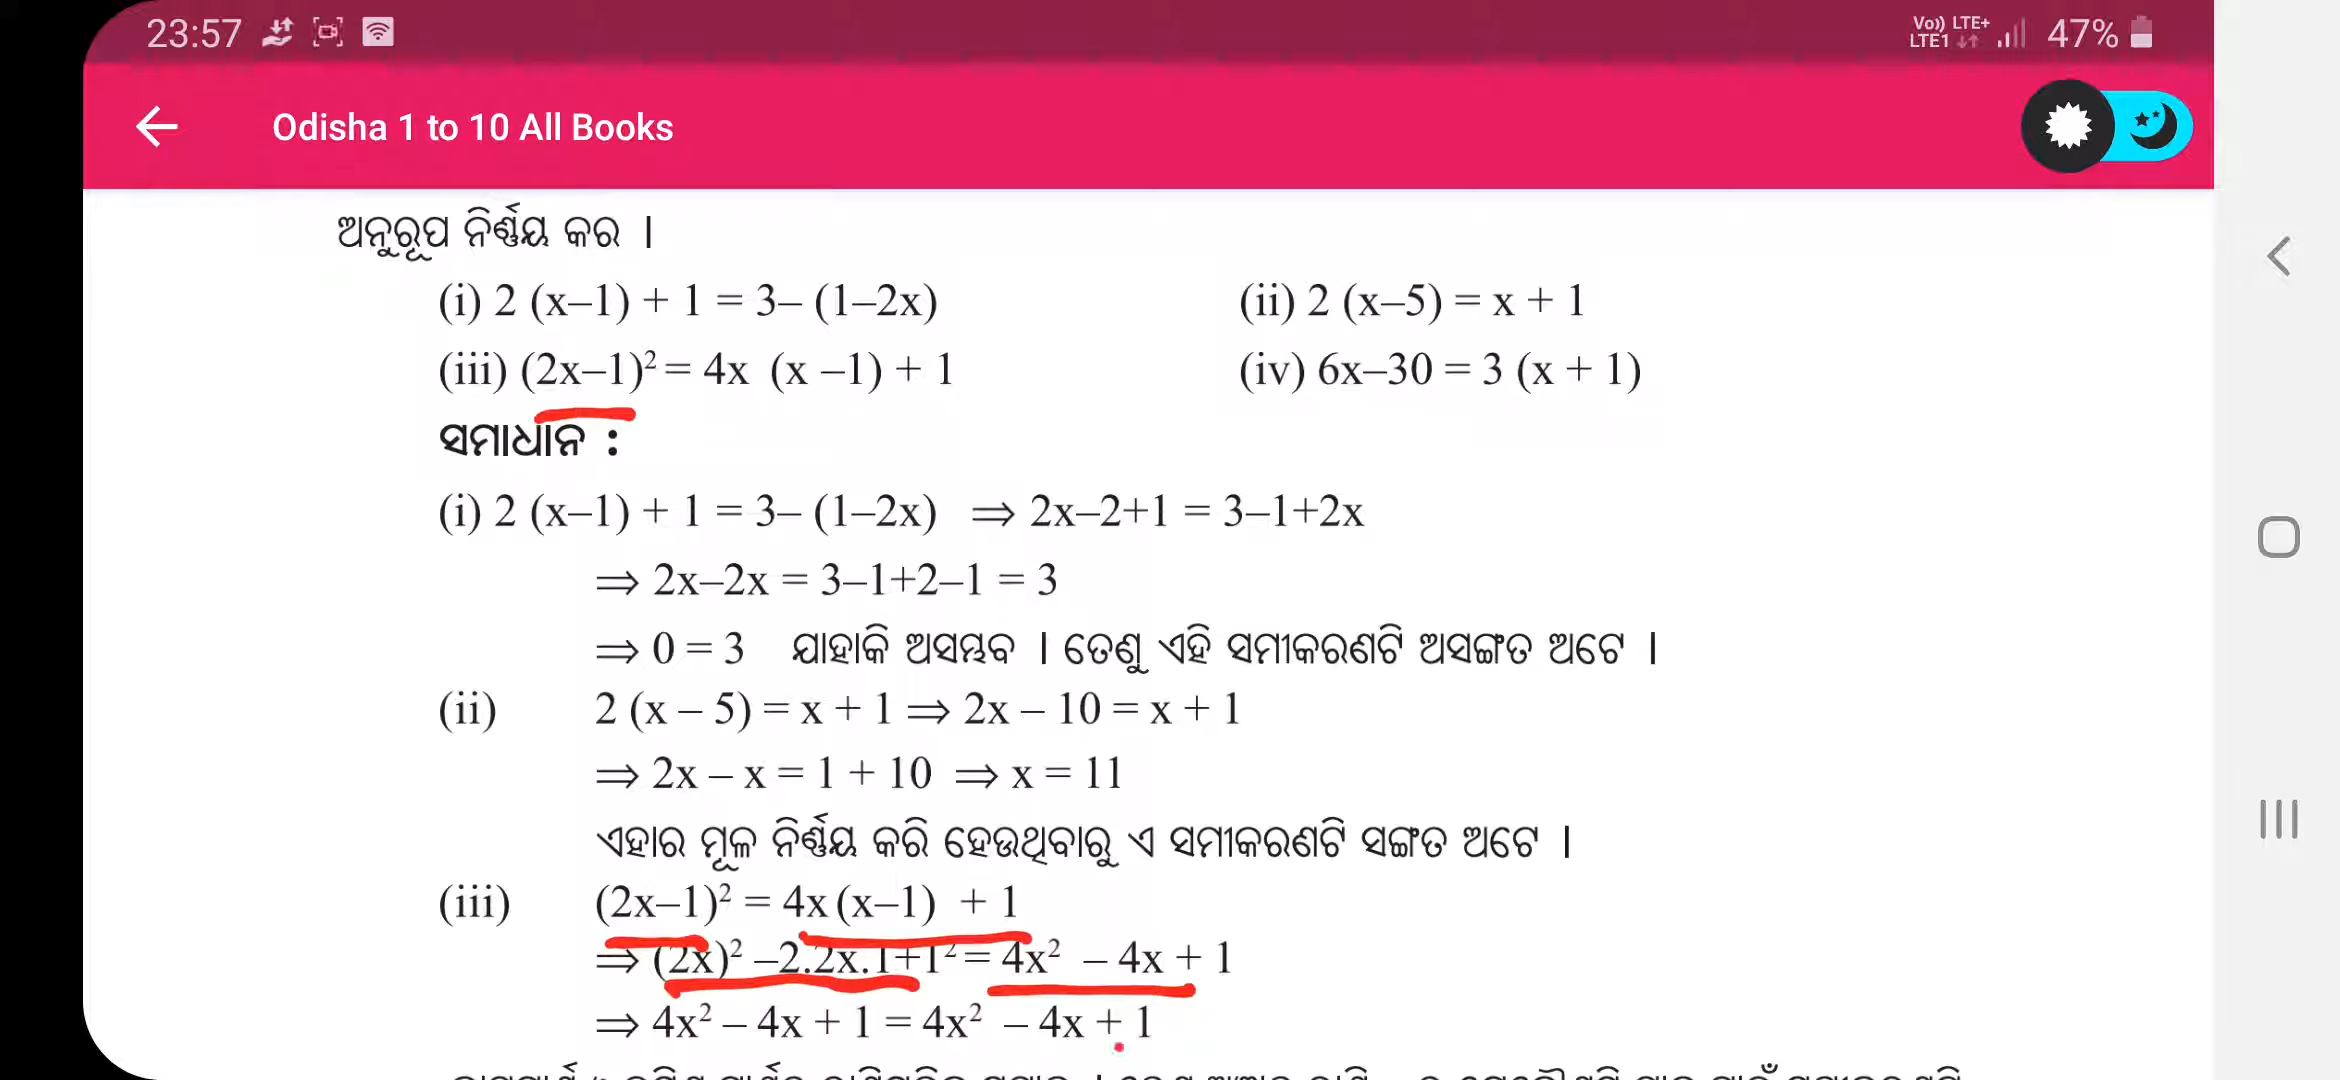 23:57 Vo)) LTE+ LTE1 47%
Odisha 1 to 10 All Books
ଅନୁରୂପ ନିର୍ଣ୍ଣୟ କର ।
(i) 2 (x–1) + 1 = 3– (1–2x) (ii) 2 (x–5) = x + 1
(iii) (2x–1)² = 4x (x –1) + 1 (iv) 6x–30 = 3 (x + 1)
ସମାଧାନ :
(i) 2 (x–1) + 1 = 3– (1–2x) ⇒ 2x–2+1 = 3–1+2x
⇒ 2x–2x = 3–1+2–1 = 3
⇒ 0 = 3 ଯାହାକି ଅସମ୍ଭବ । ତେଣୁ ଏହି ସମୀକରଣଟି ଅସଙ୍ଗତ ଅଟେ ।
(ii) 2 (x – 5) = x + 1 ⇒ 2x – 10 = x + 1
⇒ 2x – x = 1 + 10 ⇒ x = 11
ଏହାର ମୂଳ ନିର୍ଣ୍ଣୟ କରି ହେଉଥିବାରୁ ଏ ସମୀକରଣଟି ସଙ୍ଗତ ଅଟେ ।
(iii) (2x–1)² = 4x (x–1) + 1
⇒ (2x)² –2.2x.1+1² = 4x² – 4x + 1
⇒ 4x² – 4x + 1 = 4x² – 4x + 1